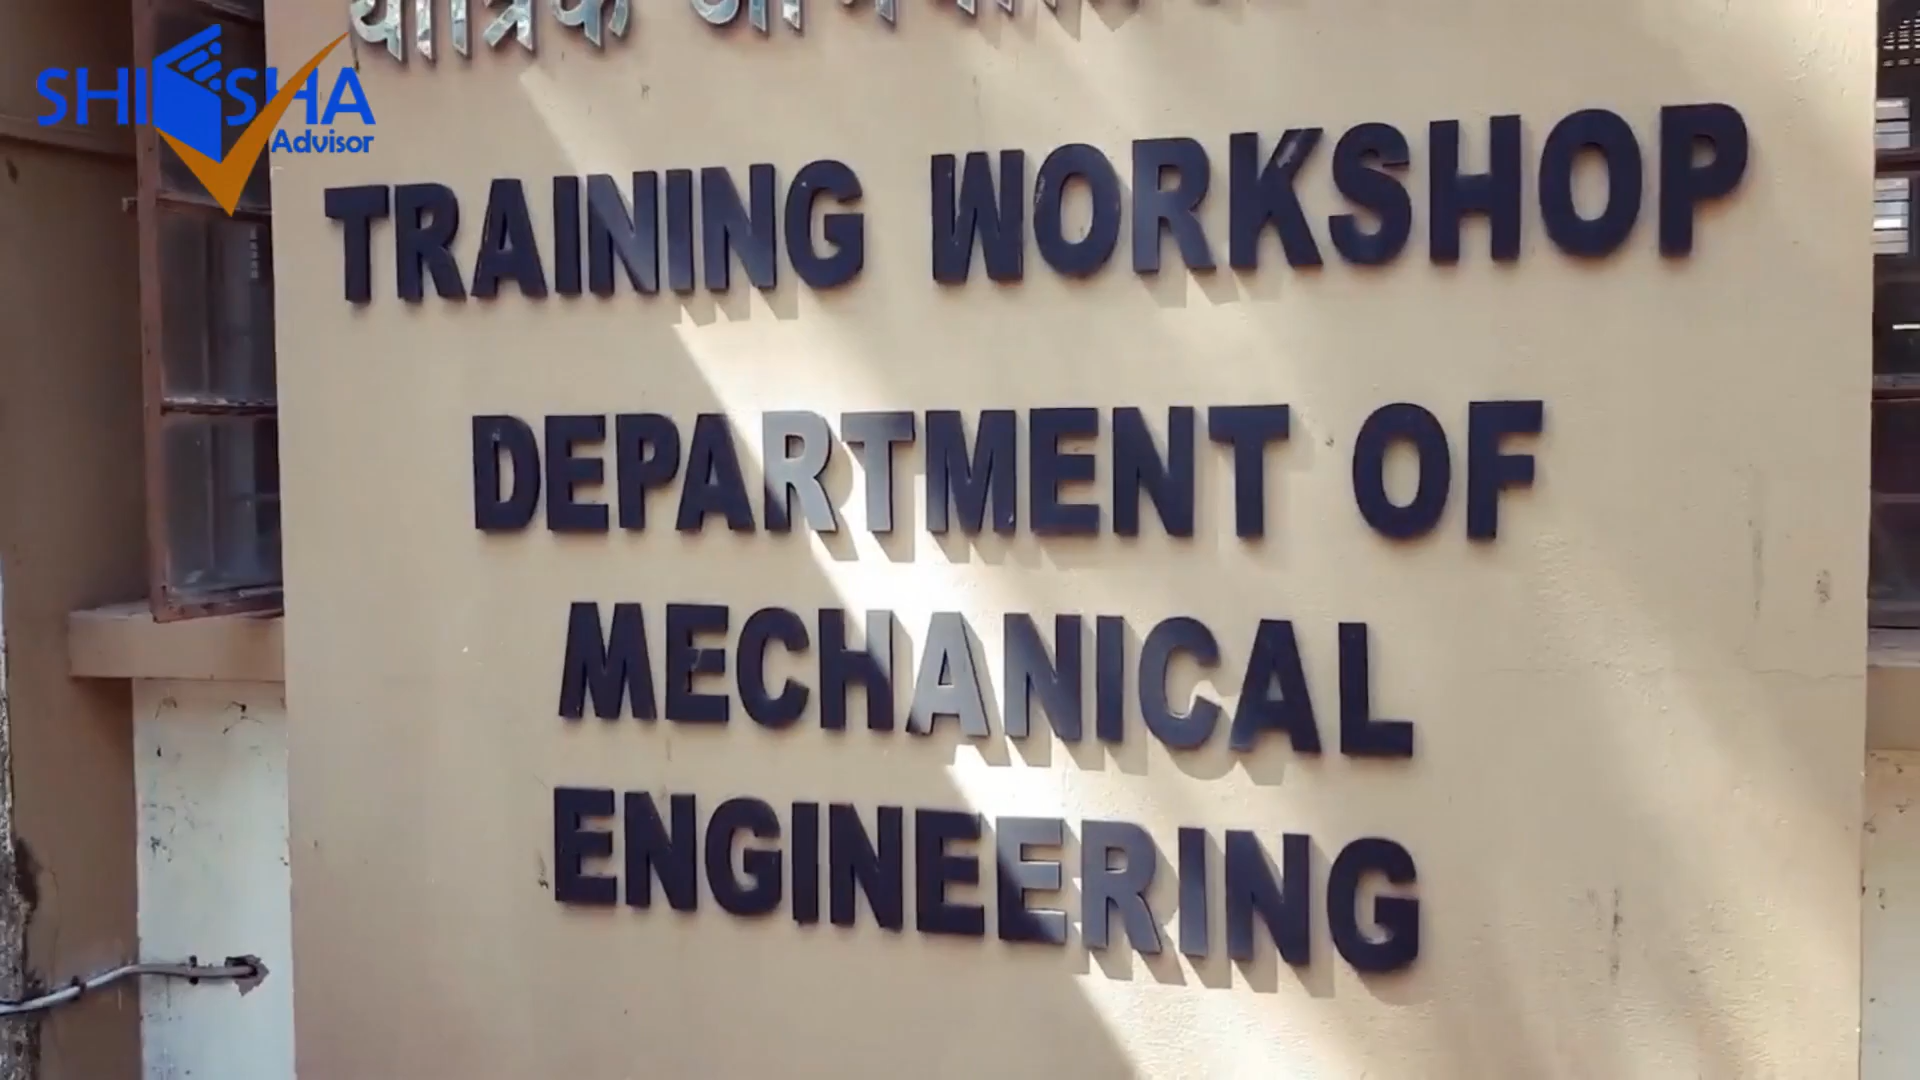 SHIKSHA
Advisor
यांत्रिक
TRAINING WORKSHOP
DEPARTMENT OF
MECHANICAL
ENGINEERING